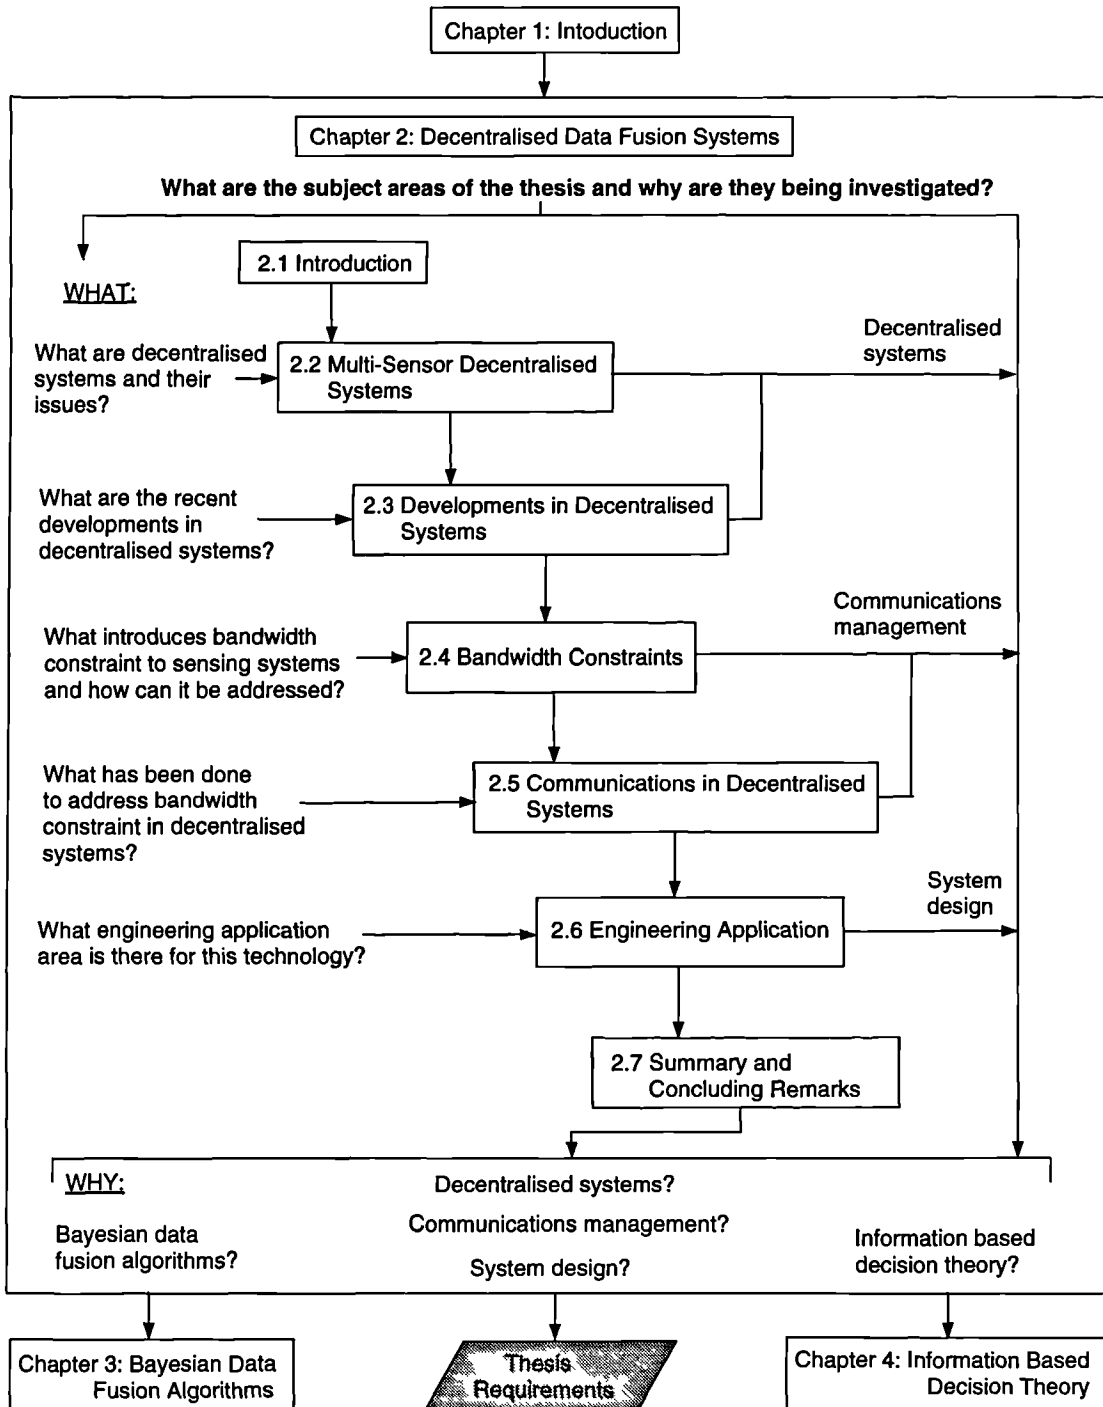 Chapter 1: Intoduction
Chapter 2: Decentralised Data Fusion Systems
What are the subject areas of the thesis and why are they being investigated?
2.1 Introduction
WHAT:
What are decentralised
systems and their
issues?
2.2 Multi-Sensor Decentralised
Systems
Decentralised
systems
What are the recent
developments in
decentralised systems?
2.3 Developments in Decentralised
Systems
What introduces bandwidth
constraint to sensing systems
and how can it be addressed?
2.4 Bandwidth Constraints
Communications
management
What has been done
to address bandwidth
constraint in decentralised
systems?
2.5 Communications in Decentralised
Systems
What engineering application
area is there for this technology?
2.6 Engineering Application
System
design
2.7 Summary and
Concluding Remarks
WHY:
Bayesian data
fusion algorithms?
Decentralised systems?
Communications management?
System design?
Information based
decision theory?
Chapter 3: Bayesian Data
Fusion Algorithms
Thesis
Requirements
Chapter 4: Information Based
Decision Theory